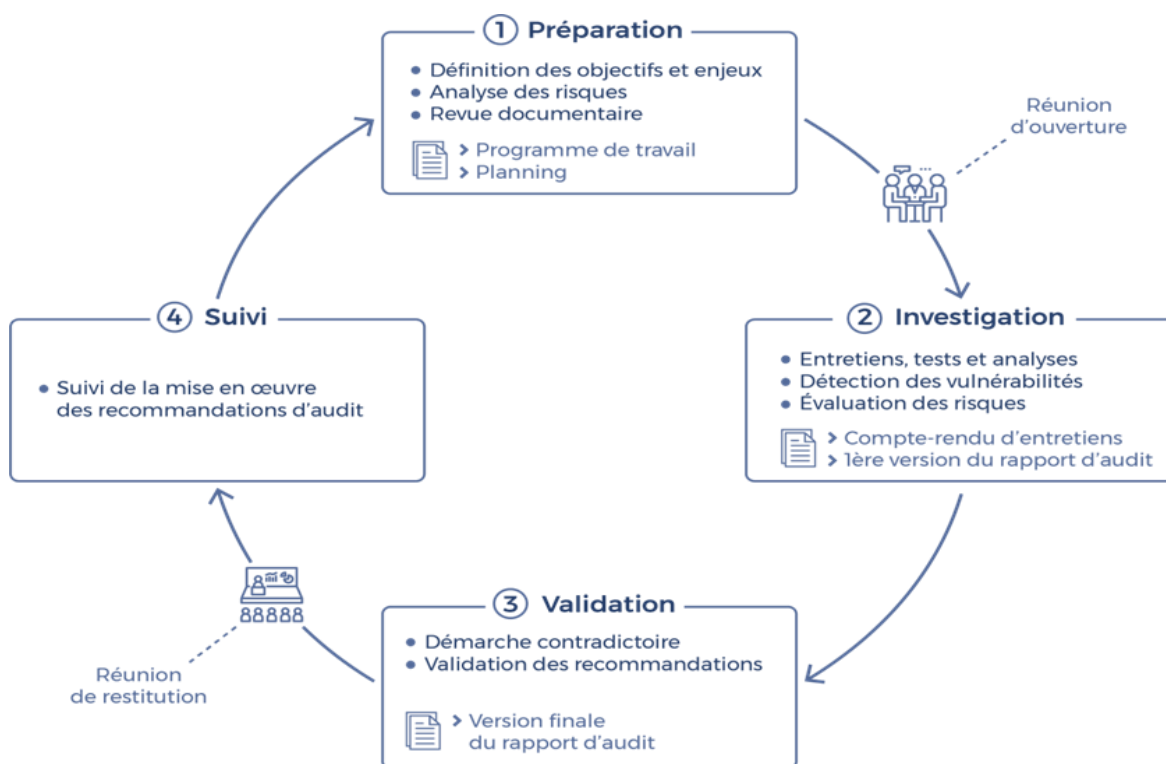 1 Préparation
• Définition des objectifs et enjeux
• Analyse des risques
• Revue documentaire
> Programme de travail
> Planning
Réunion
d'ouverture
2 Investigation
• Entretiens, tests et analyses
• Détection des vulnérabilités
• Évaluation des risques
> Compte-rendu d'entretiens
> 1ère version du rapport d'audit
3 Validation
• Démarche contradictoire
• Validation des recommandations
> Version finale
du rapport d'audit
Réunion
de restitution
4 Suivi
• Suivi de la mise en œuvre
des recommandations d'audit